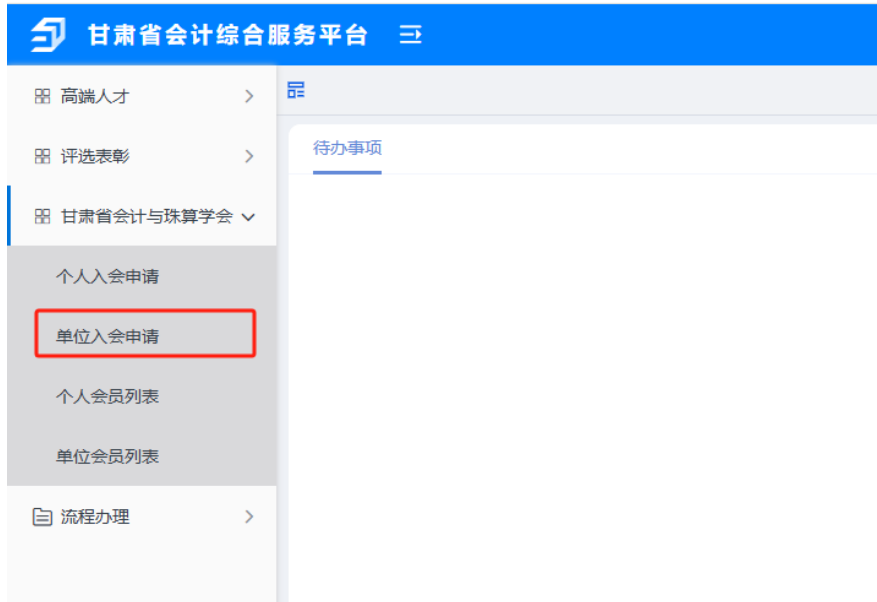 甘肃省会计综合服务平台
高端人才
待办事项
评选表彰
甘肃省会计与珠算学会
个人入会申请
单位入会申请
个人会员列表
单位会员列表
流程办理